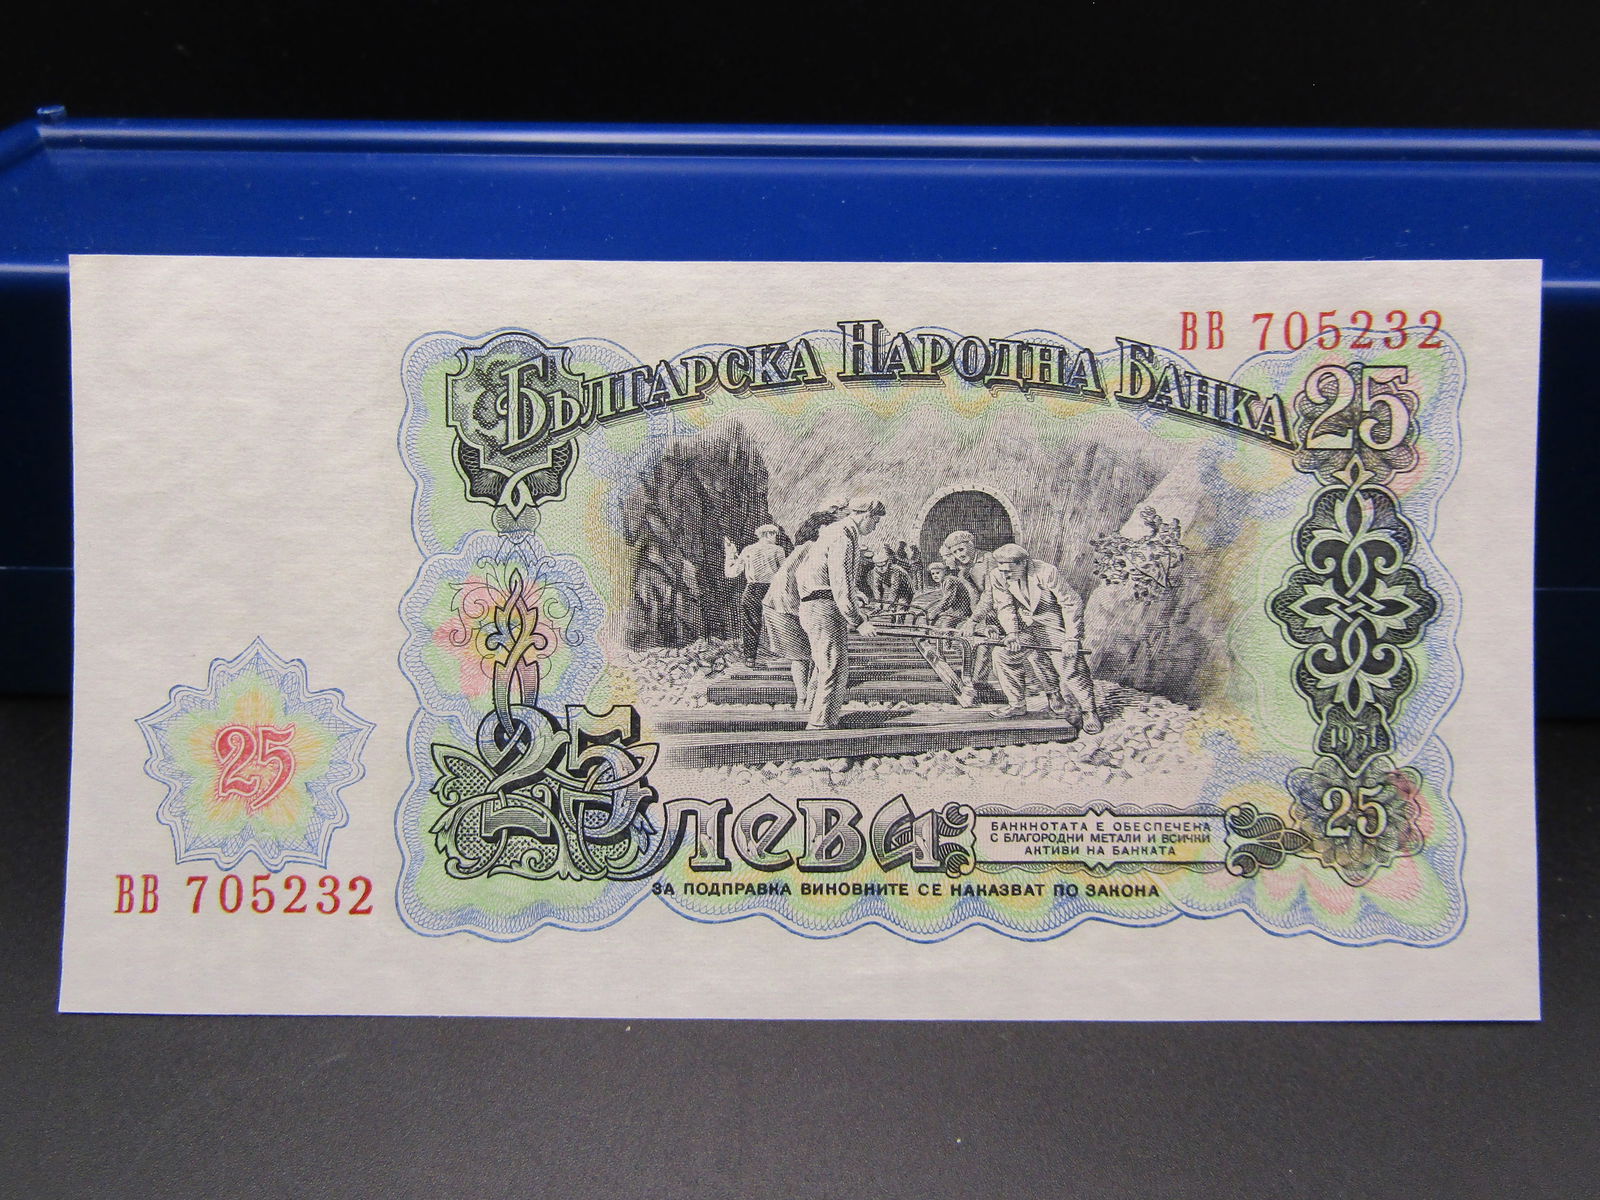 ВВ 705232
Българска Народна Банка
25
1951
25
25
25 лева
БАНКНОТАТА Е ОБЕСПЕЧЕНА
С БЛАГОРОДНИ МЕТАЛИ И ВСИЧКИ
АКТИВИ НА БАНКАТА
ЗА ПОДПРАВКА ВИНОВНИТЕ СЕ НАКАЗВАТ ПО ЗАКОНА
ВВ 705232